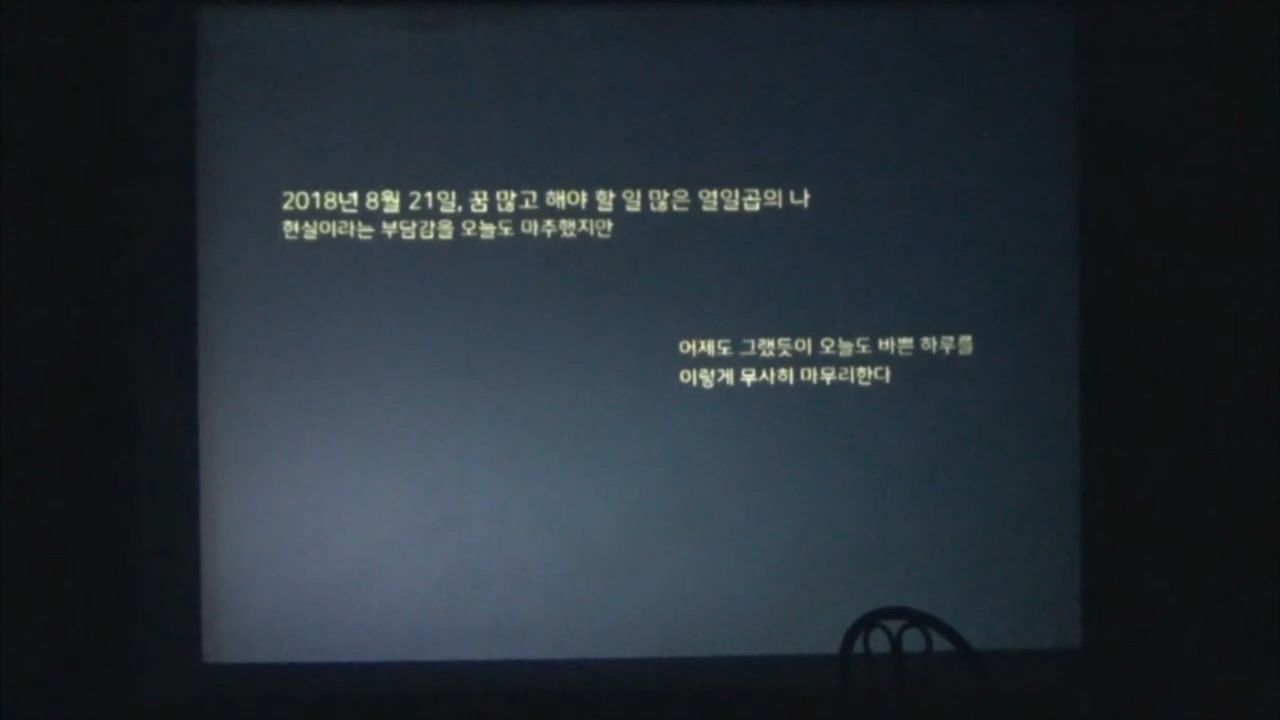 2018년 8월 21일, 꿈 많고 해야 할 일 많은 열일곱의 나
현실이라는 부담감을 오늘도 마주했지만
어제도 그랬듯이 오늘도 바쁜 하루를
이렇게 무사히 마무리한다